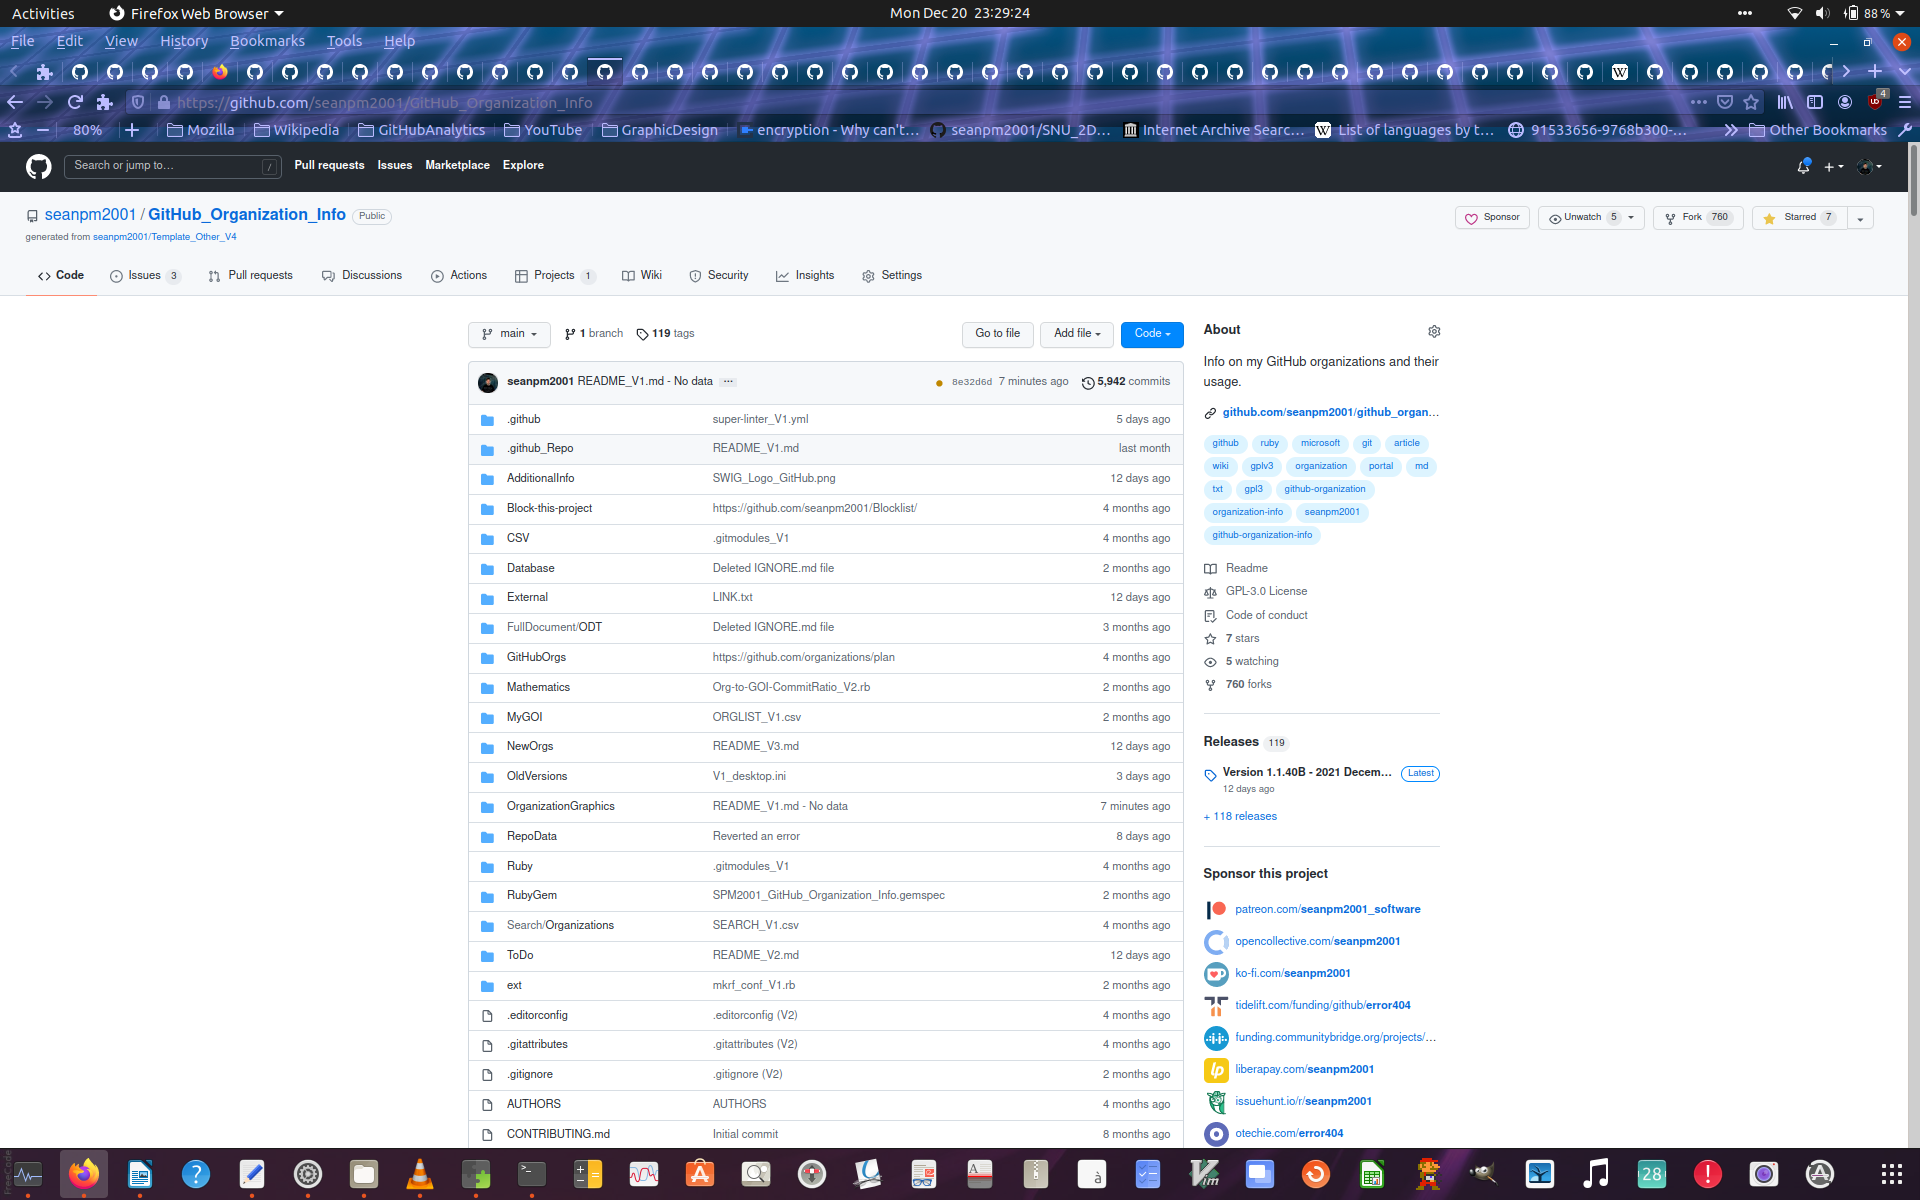 Activities
Firefox Web Browser
Mon Dec 20 23:29:24
88 %
File Edit View History Bookmarks Tools Help
https://github.com/seanpm2001/GitHub_Organization_Info
4
80%
Mozilla
Wikipedia
GitHubAnalytics
YouTube
GraphicDesign
encryption - Why can't...
seanpm2001/SNU_2D...
Internet Archive Searc...
List of languages by t...
91533656-9768b300-...
Other Bookmarks
Search or jump to...
/
Pull requests Issues Marketplace Explore
seanpm2001 / GitHub_Organization_Info
Public
generated from seanpm2001/Template_Other_V4
Sponsor
Unwatch 5
Fork 760
Starred 7
Code
Issues 3
Pull requests
Discussions
Actions
Projects 1
Wiki
Security
Insights
Settings
main
1 branch
119 tags
Go to file
Add file
Code
seanpm2001 README_V1.md - No data ...
8e32d6d 7 minutes ago
5,942 commits
.github super-linter_V1.yml 5 days ago
.github_Repo README_V1.md last month
AdditionalInfo SWIG_Logo_GitHub.png 12 days ago
Block-this-project https://github.com/seanpm2001/Blocklist/ 4 months ago
CSV .gitmodules_V1 4 months ago
Database Deleted IGNORE.md file 2 months ago
External LINK.txt 12 days ago
FullDocument/ODT Deleted IGNORE.md file 3 months ago
GitHubOrgs https://github.com/organizations/plan 4 months ago
Mathematics Org-to-GOI-CommitRatio_V2.rb 2 months ago
MyGOI ORGLIST_V1.csv 2 months ago
NewOrgs README_V3.md 12 days ago
OldVersions V1_desktop.ini 3 days ago
OrganizationGraphics README_V1.md - No data 7 minutes ago
RepoData Reverted an error 8 days ago
Ruby .gitmodules_V1 4 months ago
RubyGem SPM2001_GitHub_Organization_Info.gemspec 2 months ago
Search/Organizations SEARCH_V1.csv 4 months ago
ToDo README_V2.md 12 days ago
ext mkrf_conf_V1.rb 2 months ago
.editorconfig .editorconfig (V2) 4 months ago
.gitattributes .gitattributes (V2) 4 months ago
.gitignore .gitignore (V2) 2 months ago
AUTHORS AUTHORS 4 months ago
CONTRIBUTING.md Initial commit 8 months ago
About
Info on my GitHub organizations and their
usage.
github.com/seanpm2001/github_organ...
github ruby microsoft git article
wiki gplv3 organization portal md
txt gpl3 github-organization
organization-info seanpm2001
github-organization-info
Readme
GPL-3.0 License
Code of conduct
7 stars
5 watching
760 forks
Releases 119
Version 1.1.40B - 2021 Decem... Latest
12 days ago
+ 118 releases
Sponsor this project
patreon.com/seanpm2001_software
opencollective.com/seanpm2001
ko-fi.com/seanpm2001
tidelift.com/funding/github/error404
funding.communitybridge.org/projects/...
liberapay.com/seanpm2001
issuehunt.io/r/seanpm2001
otechie.com/error404
28